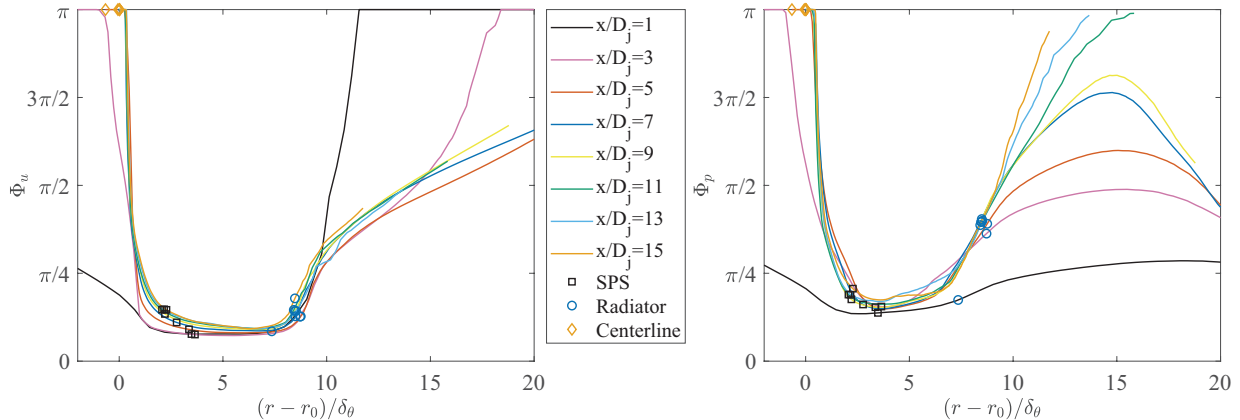 π
3π/2
π/2
π/4
0
Φ_u
0
5
10
15
20
(r − r_0)/δ_θ
x/D_j=1
x/D_j=3
x/D_j=5
x/D_j=7
x/D_j=9
x/D_j=11
x/D_j=13
x/D_j=15
SPS
Radiator
Centerline
π
3π/2
π/2
π/4
0
Φ_p
0
5
10
15
20
(r − r_0)/δ_θ